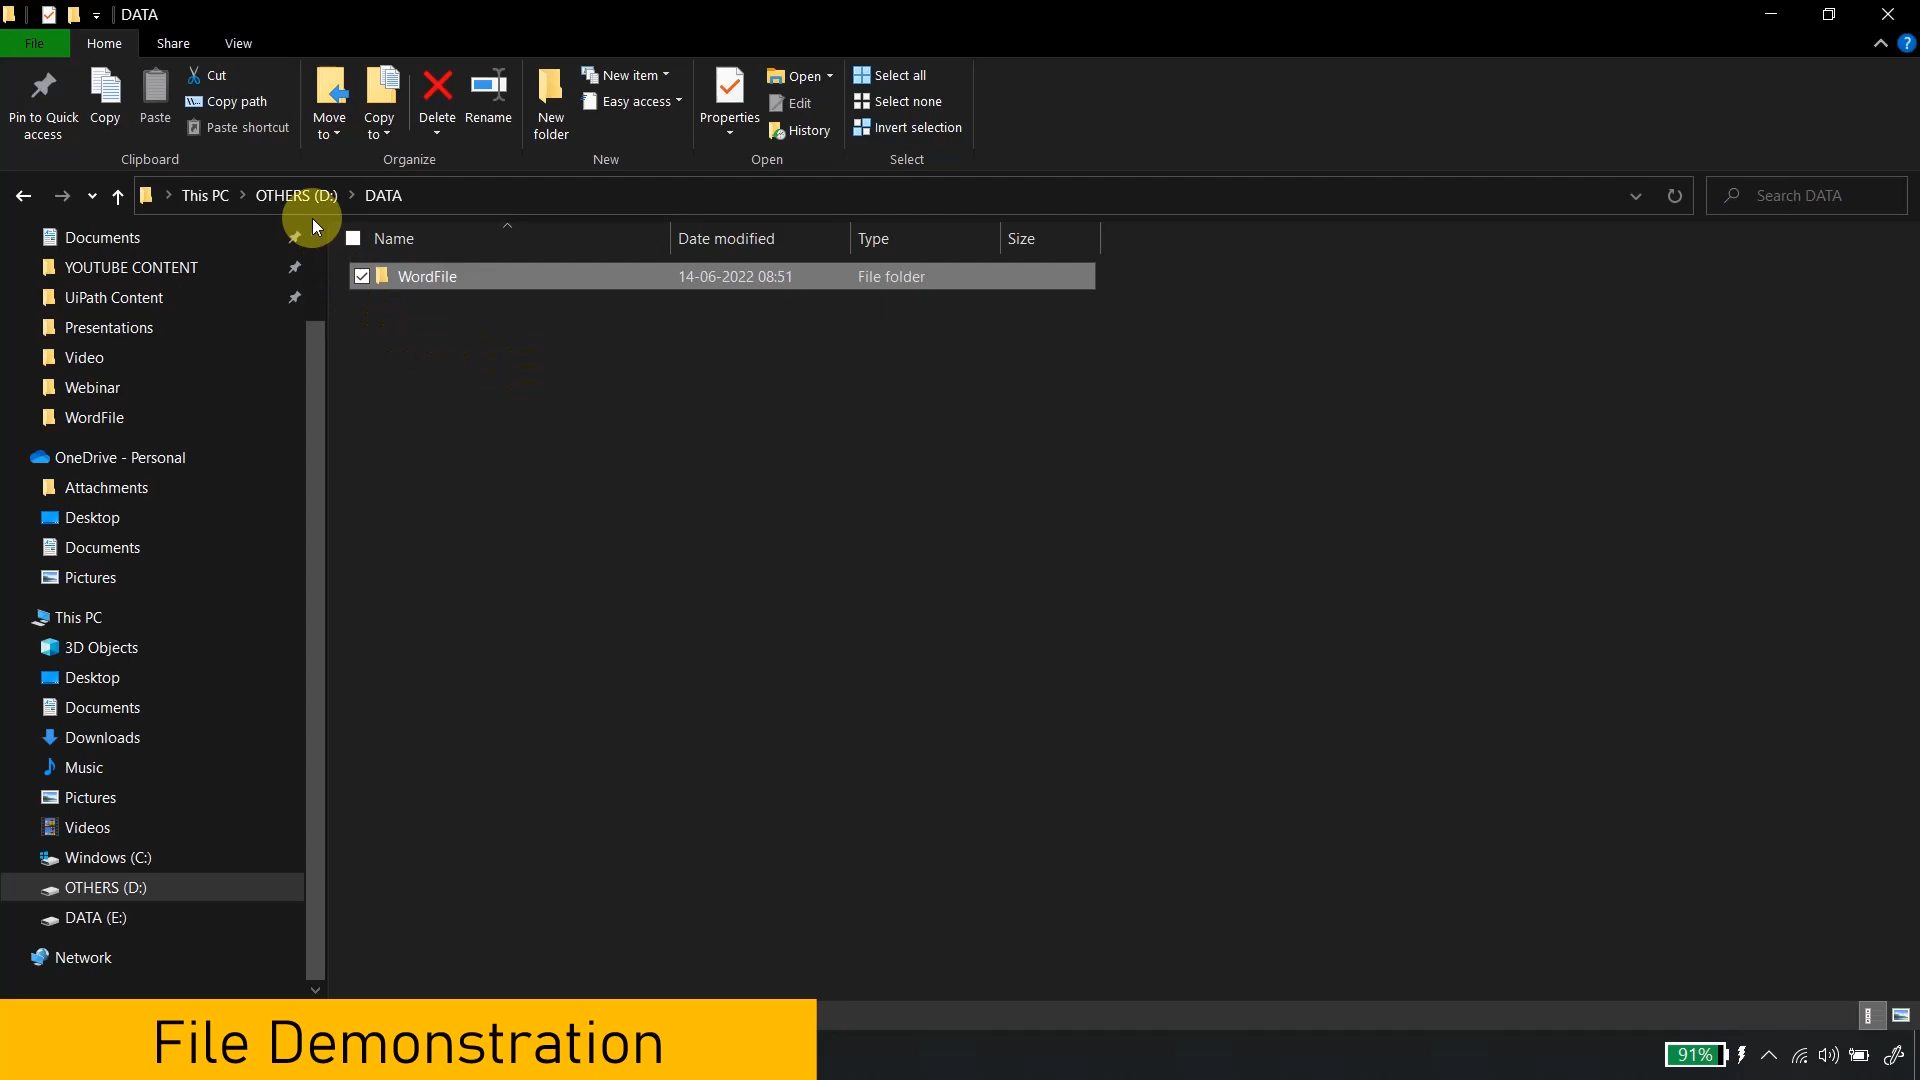 DATA
File Home Share View
Pin to Quick access
Copy
Paste
Cut
Copy path
Paste shortcut
Clipboard
Move to
Copy to
Delete
Rename
Organize
New folder
New item
Easy access
New
Properties
Open
Edit
History
Open
Select all
Select none
Invert selection
Select
This PC OTHERS (D:) DATA
Search DATA
Name Date modified Type Size
WordFile 14-06-2022 08:51 File folder
Documents
YOUTUBE CONTENT
UiPath Content
Presentations
Video
Webinar
WordFile
OneDrive - Personal
Attachments
Desktop
Documents
Pictures
This PC
3D Objects
Desktop
Documents
Downloads
Music
Pictures
Videos
Windows (C:)
OTHERS (D:)
DATA (E:)
Network
File Demonstration
91%